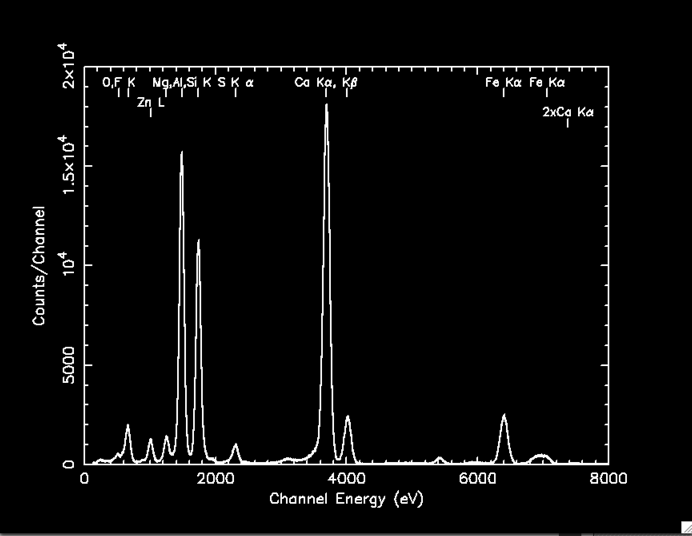 2×10⁴
O,F K Mg,Al,Si K S K α Ca Kα, Kβ Fe Kα Fe Kα
Zn L
2xCa Kα
1.5×10⁴
10⁴
5000
0
Counts/Channel
0 2000 4000 6000 8000
Channel Energy (eV)